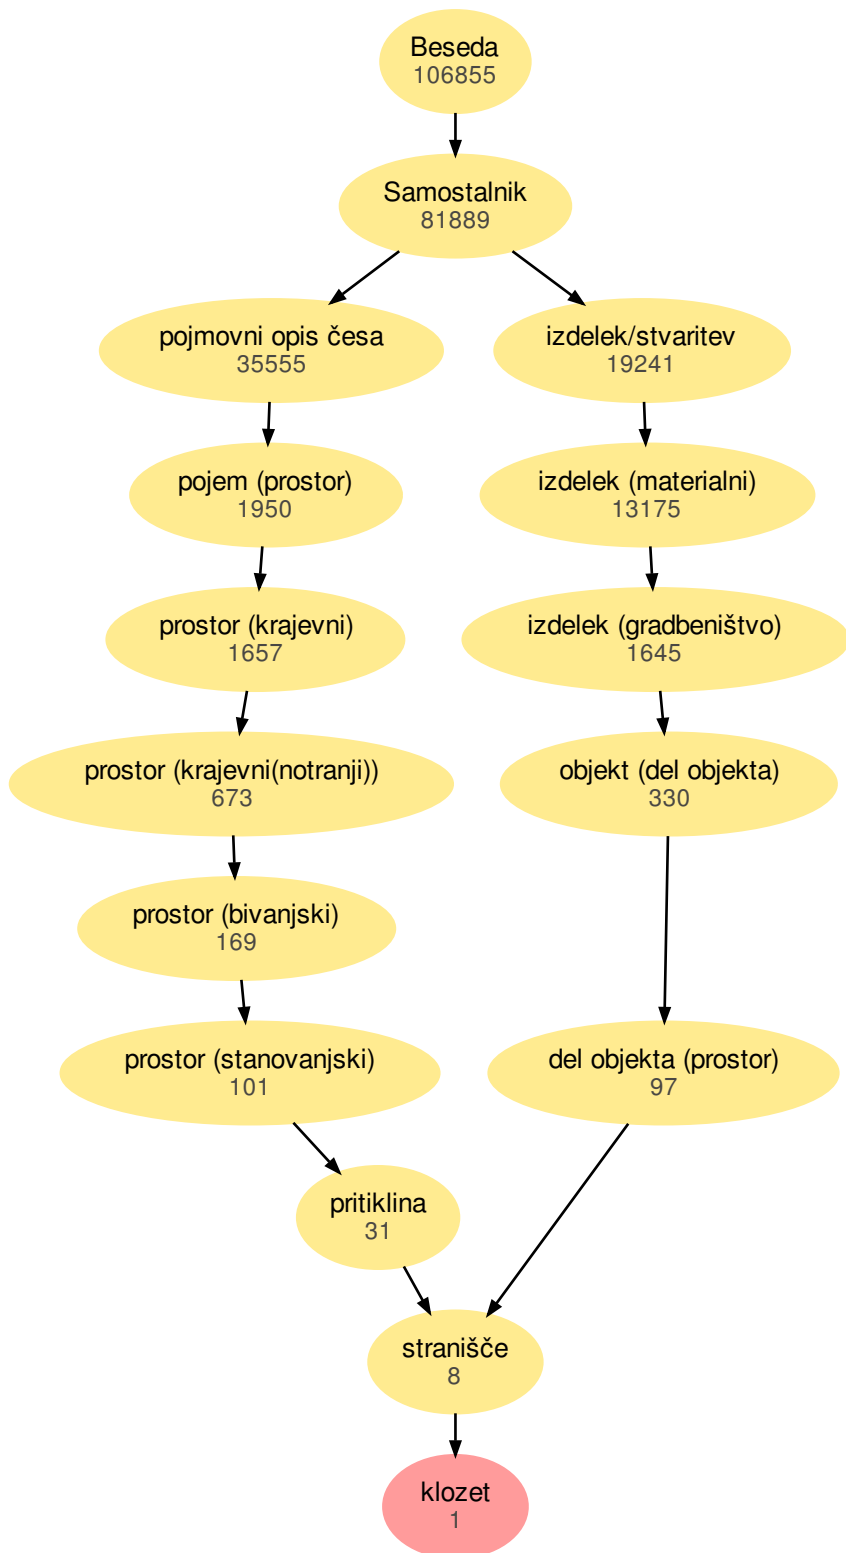 Beseda
106855
Samostalnik
81889
pojmovni opis česa
35555
izdelek/stvaritev
19241
pojem (prostor)
1950
izdelek (materialni)
13175
prostor (krajevni)
1657
izdelek (gradbeništvo)
1645
prostor (krajevni(notranji))
673
objekt (del objekta)
330
prostor (bivanjski)
169
prostor (stanovanjski)
101
del objekta (prostor)
97
pritiklina
31
stranišče
8
klozet
1